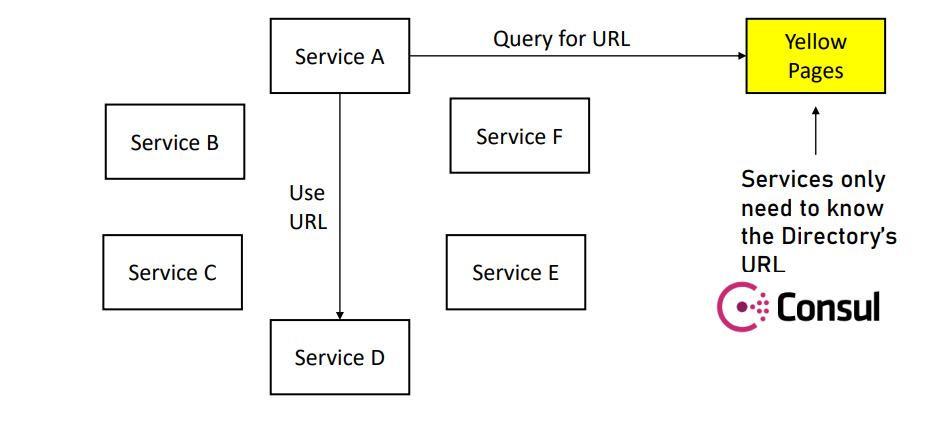 Service A
Query for URL
Yellow
Pages
Service B
Service F
Use
URL
Services only
need to know
the Directory's
URL
Service C
Service E
Consul
Service D